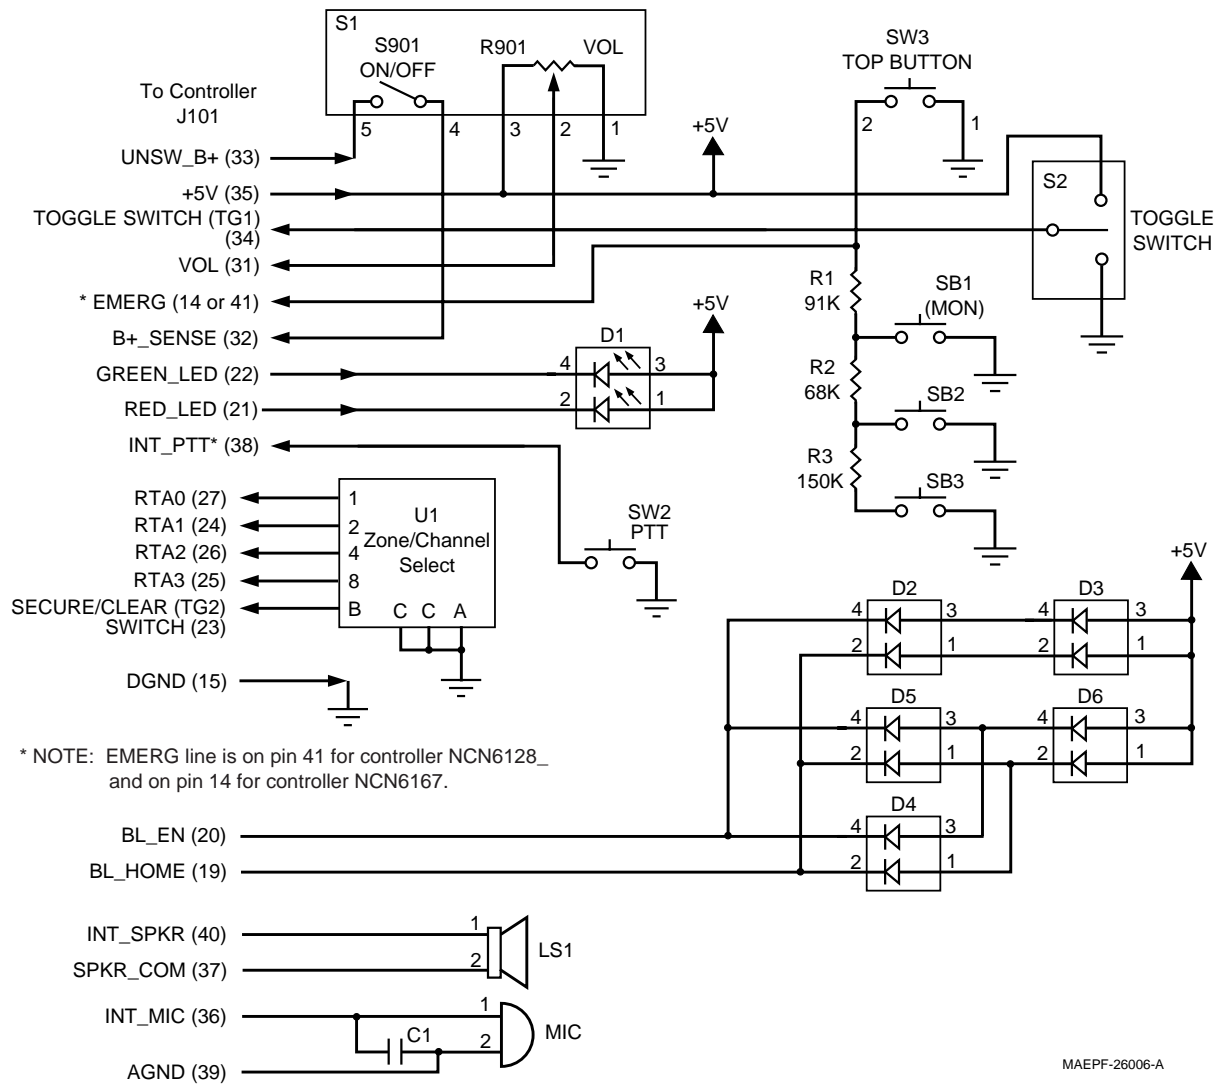 S1
S901
ON/OFF
R901
VOL
5
4
3
2
1
SW3
TOP BUTTON
2
1
To Controller
J101
UNSW_B+ (33)
+5V (35)
+5V
TOGGLE SWITCH (TG1)
(34)
VOL (31)
* EMERG (14 or 41)
B+_SENSE (32)
GREEN_LED (22)
RED_LED (21)
INT_PTT* (38)
S2
TOGGLE
SWITCH
R1
91K
SB1
(MON)
R2
68K
SB2
R3
150K
SB3
+5V
D1
4
3
2
1
RTA0 (27)
RTA1 (24)
RTA2 (26)
RTA3 (25)
SECURE/CLEAR (TG2)
SWITCH (23)
1
2
4
8
B
U1
Zone/Channel
Select
C
C
A
SW2
PTT
DGND (15)
* NOTE: EMERG line is on pin 41 for controller NCN6128_
and on pin 14 for controller NCN6167.
+5V
D2
4
3
2
1
D3
4
3
2
1
D5
4
3
2
1
D6
4
3
2
1
D4
4
3
2
1
BL_EN (20)
BL_HOME (19)
INT_SPKR (40)
SPKR_COM (37)
1
2
LS1
INT_MIC (36)
1
2
C1
MIC
AGND (39)
MAEPF-26006-A